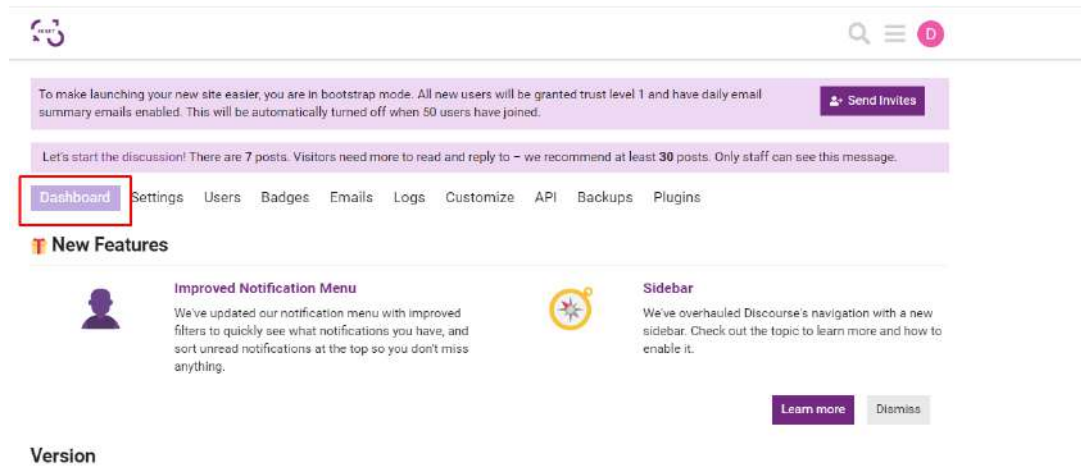 RESET
D
To make launching your new site easier, you are in bootstrap mode. All new users will be granted trust level 1 and have daily email
summary emails enabled. This will be automatically turned off when 50 users have joined.
Send Invites
Let's start the discussion! There are 7 posts. Visitors need more to read and reply to – we recommend at least 30 posts. Only staff can see this message.
Dashboard Settings Users Badges Emails Logs Customize API Backups Plugins
New Features
Improved Notification Menu
We've updated our notification menu with improved
filters to quickly see what notifications you have, and
sort unread notifications at the top so you don't miss
anything.
Sidebar
We've overhauled Discourse's navigation with a new
sidebar. Check out the topic to learn more and how to
enable it.
Learn more Dismiss
Version